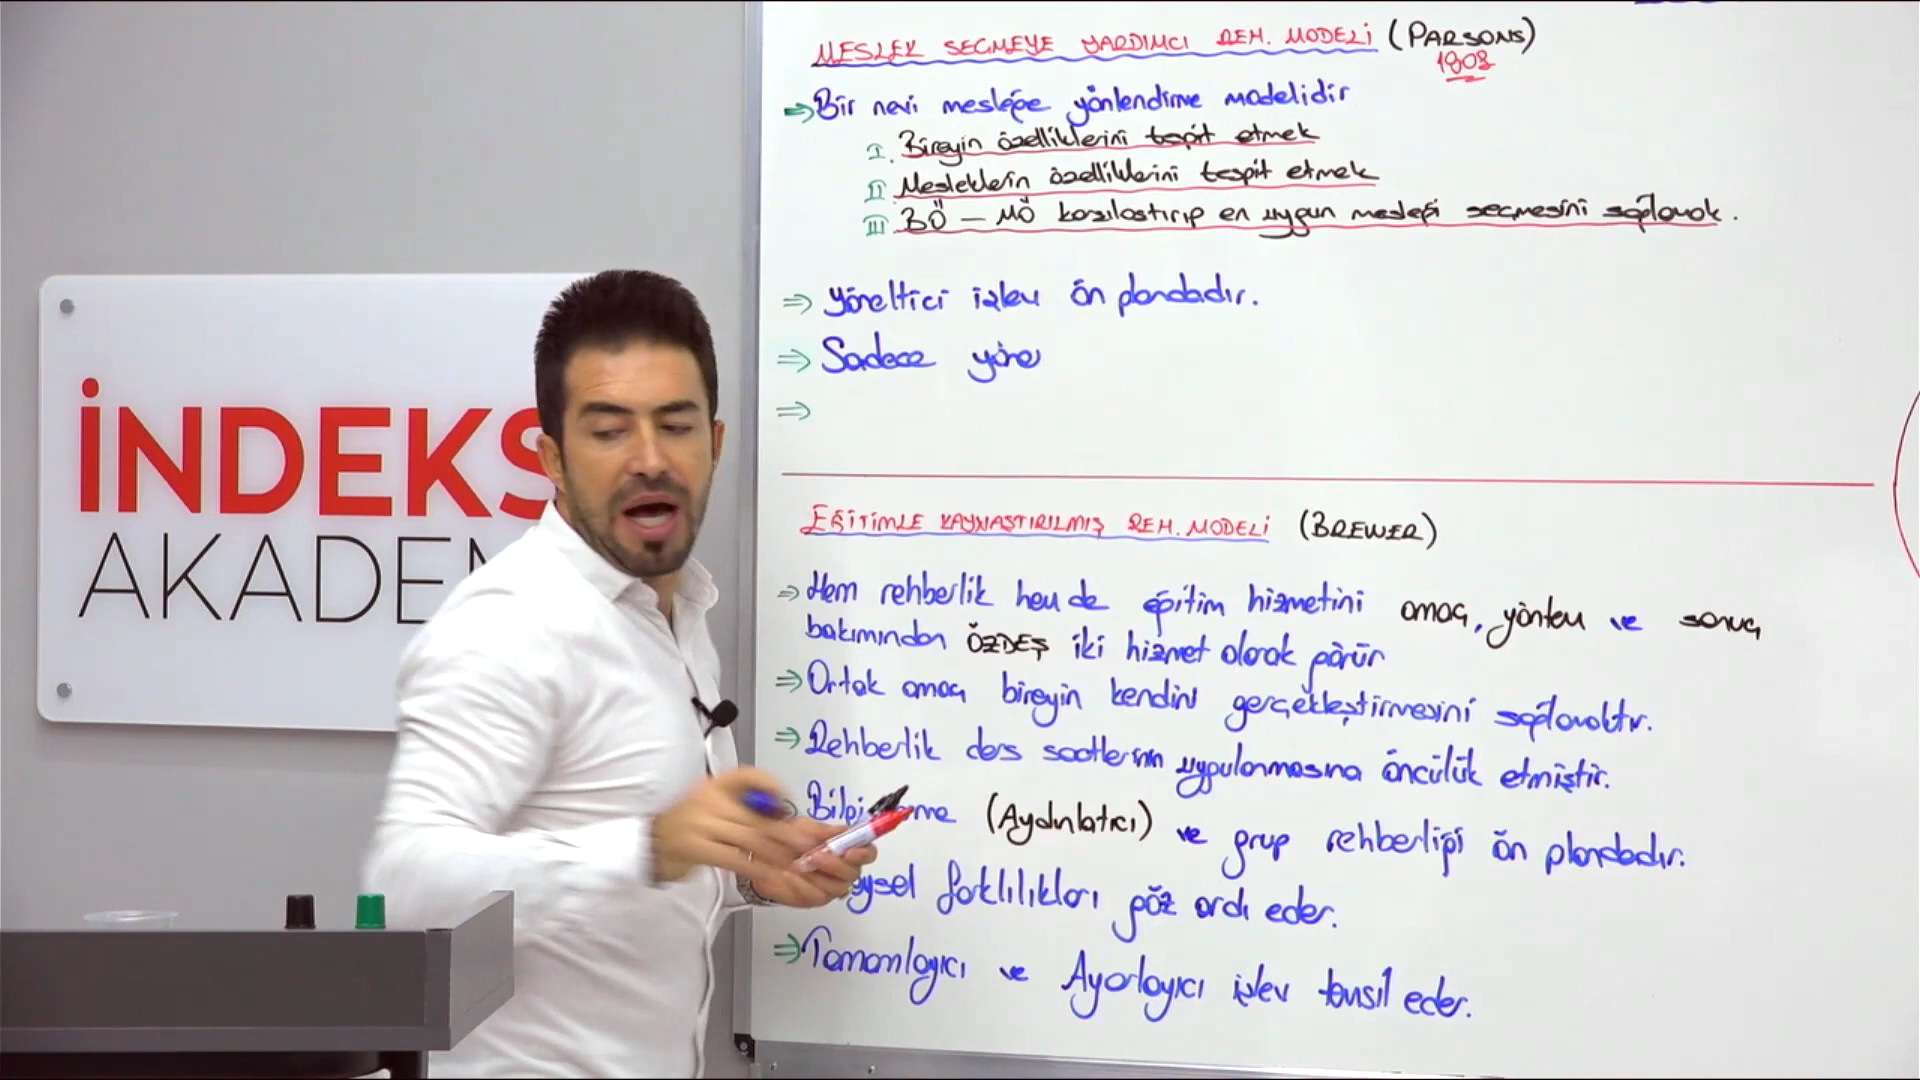 MESLEK SEÇMEYE YARDIMCI REH. MODELİ (PARSONS)
1908
⇒ Bir nevi mesleğe yönlendirme modelidir
I. Bireyin özelliklerini tespit etmek
II Mesleklerin özelliklerini tespit etmek
III BÖ - MÖ karşılaştırıp en uygun mesleği seçmesini sağlamak.
⇒ Yöneltici işlev ön plandadır.
⇒ Sadece yöne
⇒
İNDEKS
AKADEM
EĞİTİMLE KAYNAŞTIRILMIŞ REH. MODELİ (BREWER)
⇒ Hem rehberlik hem de eğitim hizmetini amaç, yöntem ve sonuç
bakımından ÖZDEŞ iki hizmet olarak görür
⇒ Ortak amaç bireyin kendini gerçekleştirmesini sağlamaktır.
⇒ Rehberlik ders saatlerinin uygulanmasına öncülük etmiştir.
(Aydınlatıcı) ve grup rehberliği ön plandadır.
farklılıkları göz ardı eder.
⇒ Tamamlayıcı ve Ayarlayıcı işlev temsil eder.